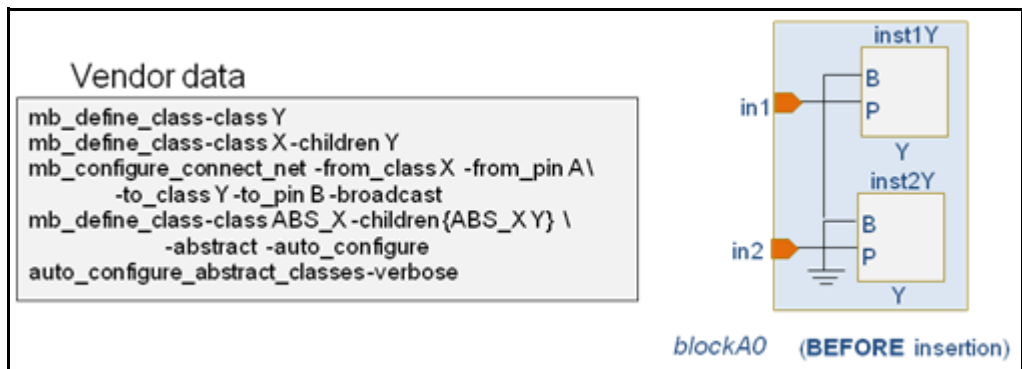 Vendor data
mb_define_class-class Y
mb_define_class-class X-children Y
mb_configure_connect_net -from_class X -from_pin A\
-to_class Y -to_pin B -broadcast
mb_define_class-class ABS_X-children{ABS_X Y} \
-abstract -auto_configure
auto_configure_abstract_classes-verbose
inst1Y
B
in1
P
Y
inst2Y
B
in2
P
Y
blockA0 (BEFORE insertion)